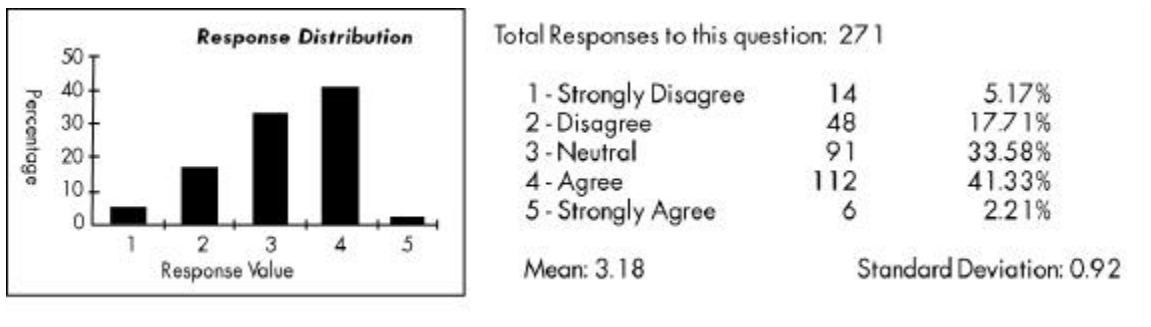 Response Distribution
50
40
30
20
10
0
Percentage
1 2 3 4 5
Response Value
Total Responses to this question: 271
1 - Strongly Disagree 14 5.17%
2 - Disagree 48 17.71%
3 - Neutral 91 33.58%
4 - Agree 112 41.33%
5 - Strongly Agree 6 2.21%
Mean: 3.18 Standard Deviation: 0.92